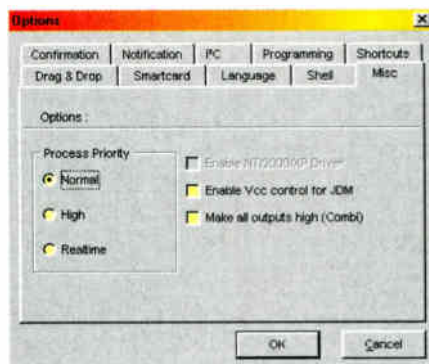 Options
Confirmation Notification I²C Programming Shortcuts
Drag & Drop Smartcard Language Shell Misc
Options :
Process Priority
Normal
High
Realtime
Enable NT/2000/XP Driver
Enable Vcc control for JDM
Make all outputs high (Combi)
OK Cancel